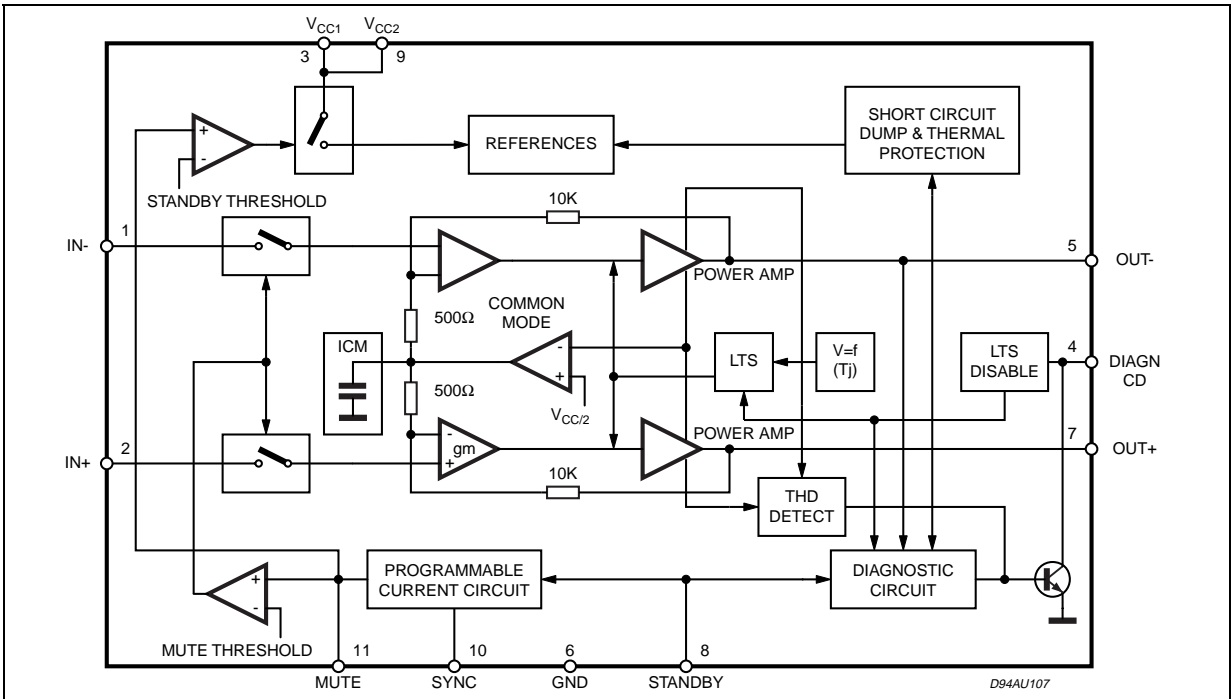 VCC1 VCC2
3 9
+
-
STANDBY THRESHOLD
REFERENCES
SHORT CIRCUIT
DUMP & THERMAL
PROTECTION
10K
IN- 1
POWER AMP
5 OUT-
500Ω
COMMON
MODE
ICM
-
+
VCC/2
LTS
V=f
(Tj)
LTS
DISABLE
4 DIAGN
CD
500Ω
POWER AMP
7 OUT+
IN+ 2
-
gm
+
10K
THD
DETECT
+
-
MUTE THRESHOLD
PROGRAMMABLE
CURRENT CIRCUIT
DIAGNOSTIC
CIRCUIT
11 10 6 8
MUTE SYNC GND STANDBY
D94AU107